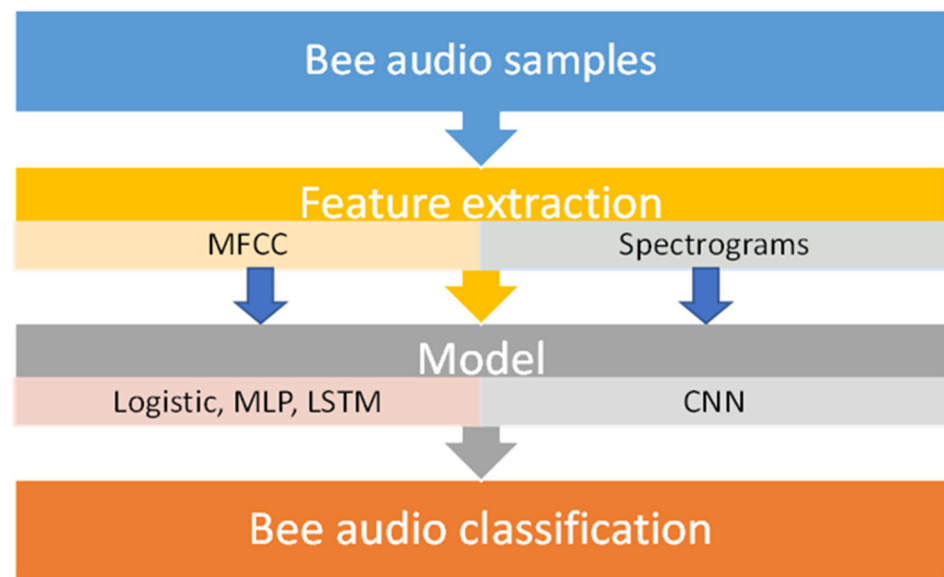 Bee audio samples
Feature extraction
MFCC
Spectrograms
Model
Logistic, MLP, LSTM
CNN
Bee audio classification